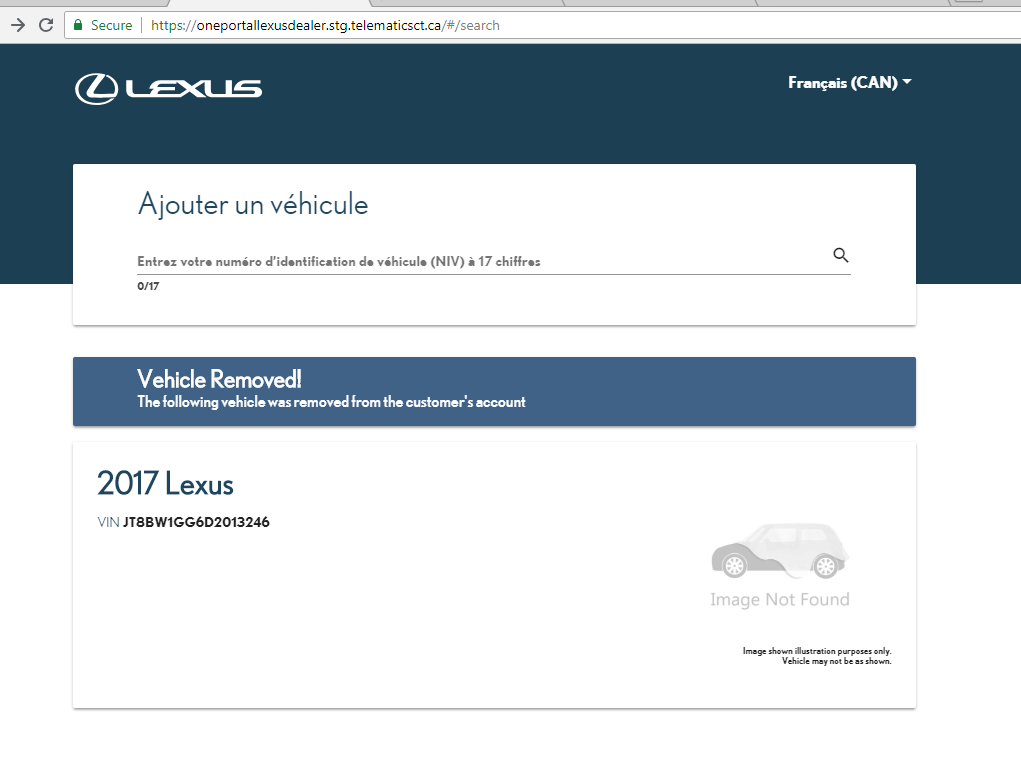 Secure https://oneportallexusdealer.stg.telematicsct.ca/#/search
LEXUS
Français (CAN)
Ajouter un véhicule
Entrez votre numéro d'identification de véhicule (NIV) à 17 chiffres
0/17
Vehicle Removed!
The following vehicle was removed from the customer's account
2017 Lexus
VIN JT8BW1GG6D2013246
Image Not Found
Image shown illustration purposes only.
Vehicle may not be as shown.